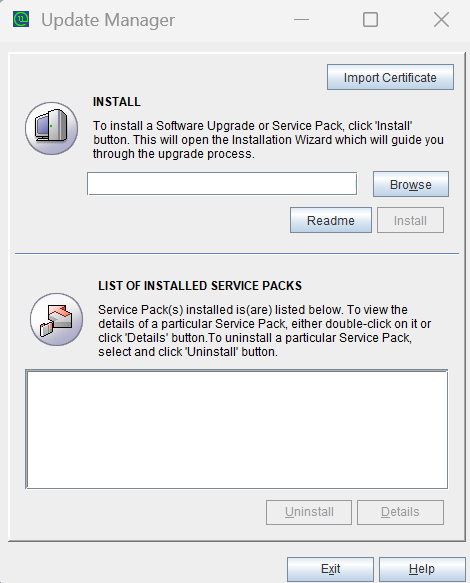 Update Manager
Import Certificate
INSTALL
To install a Software Upgrade or Service Pack, click 'Install'
button. This will open the Installation Wizard which will guide you
through the upgrade process.
Browse
Readme
Install
LIST OF INSTALLED SERVICE PACKS
Service Pack(s) installed is(are) listed below. To view the
details of a particular Service Pack, either double-click on it or
click 'Details' button.To uninstall a particular Service Pack,
select and click 'Uninstall' button.
Uninstall
Details
Exit
Help